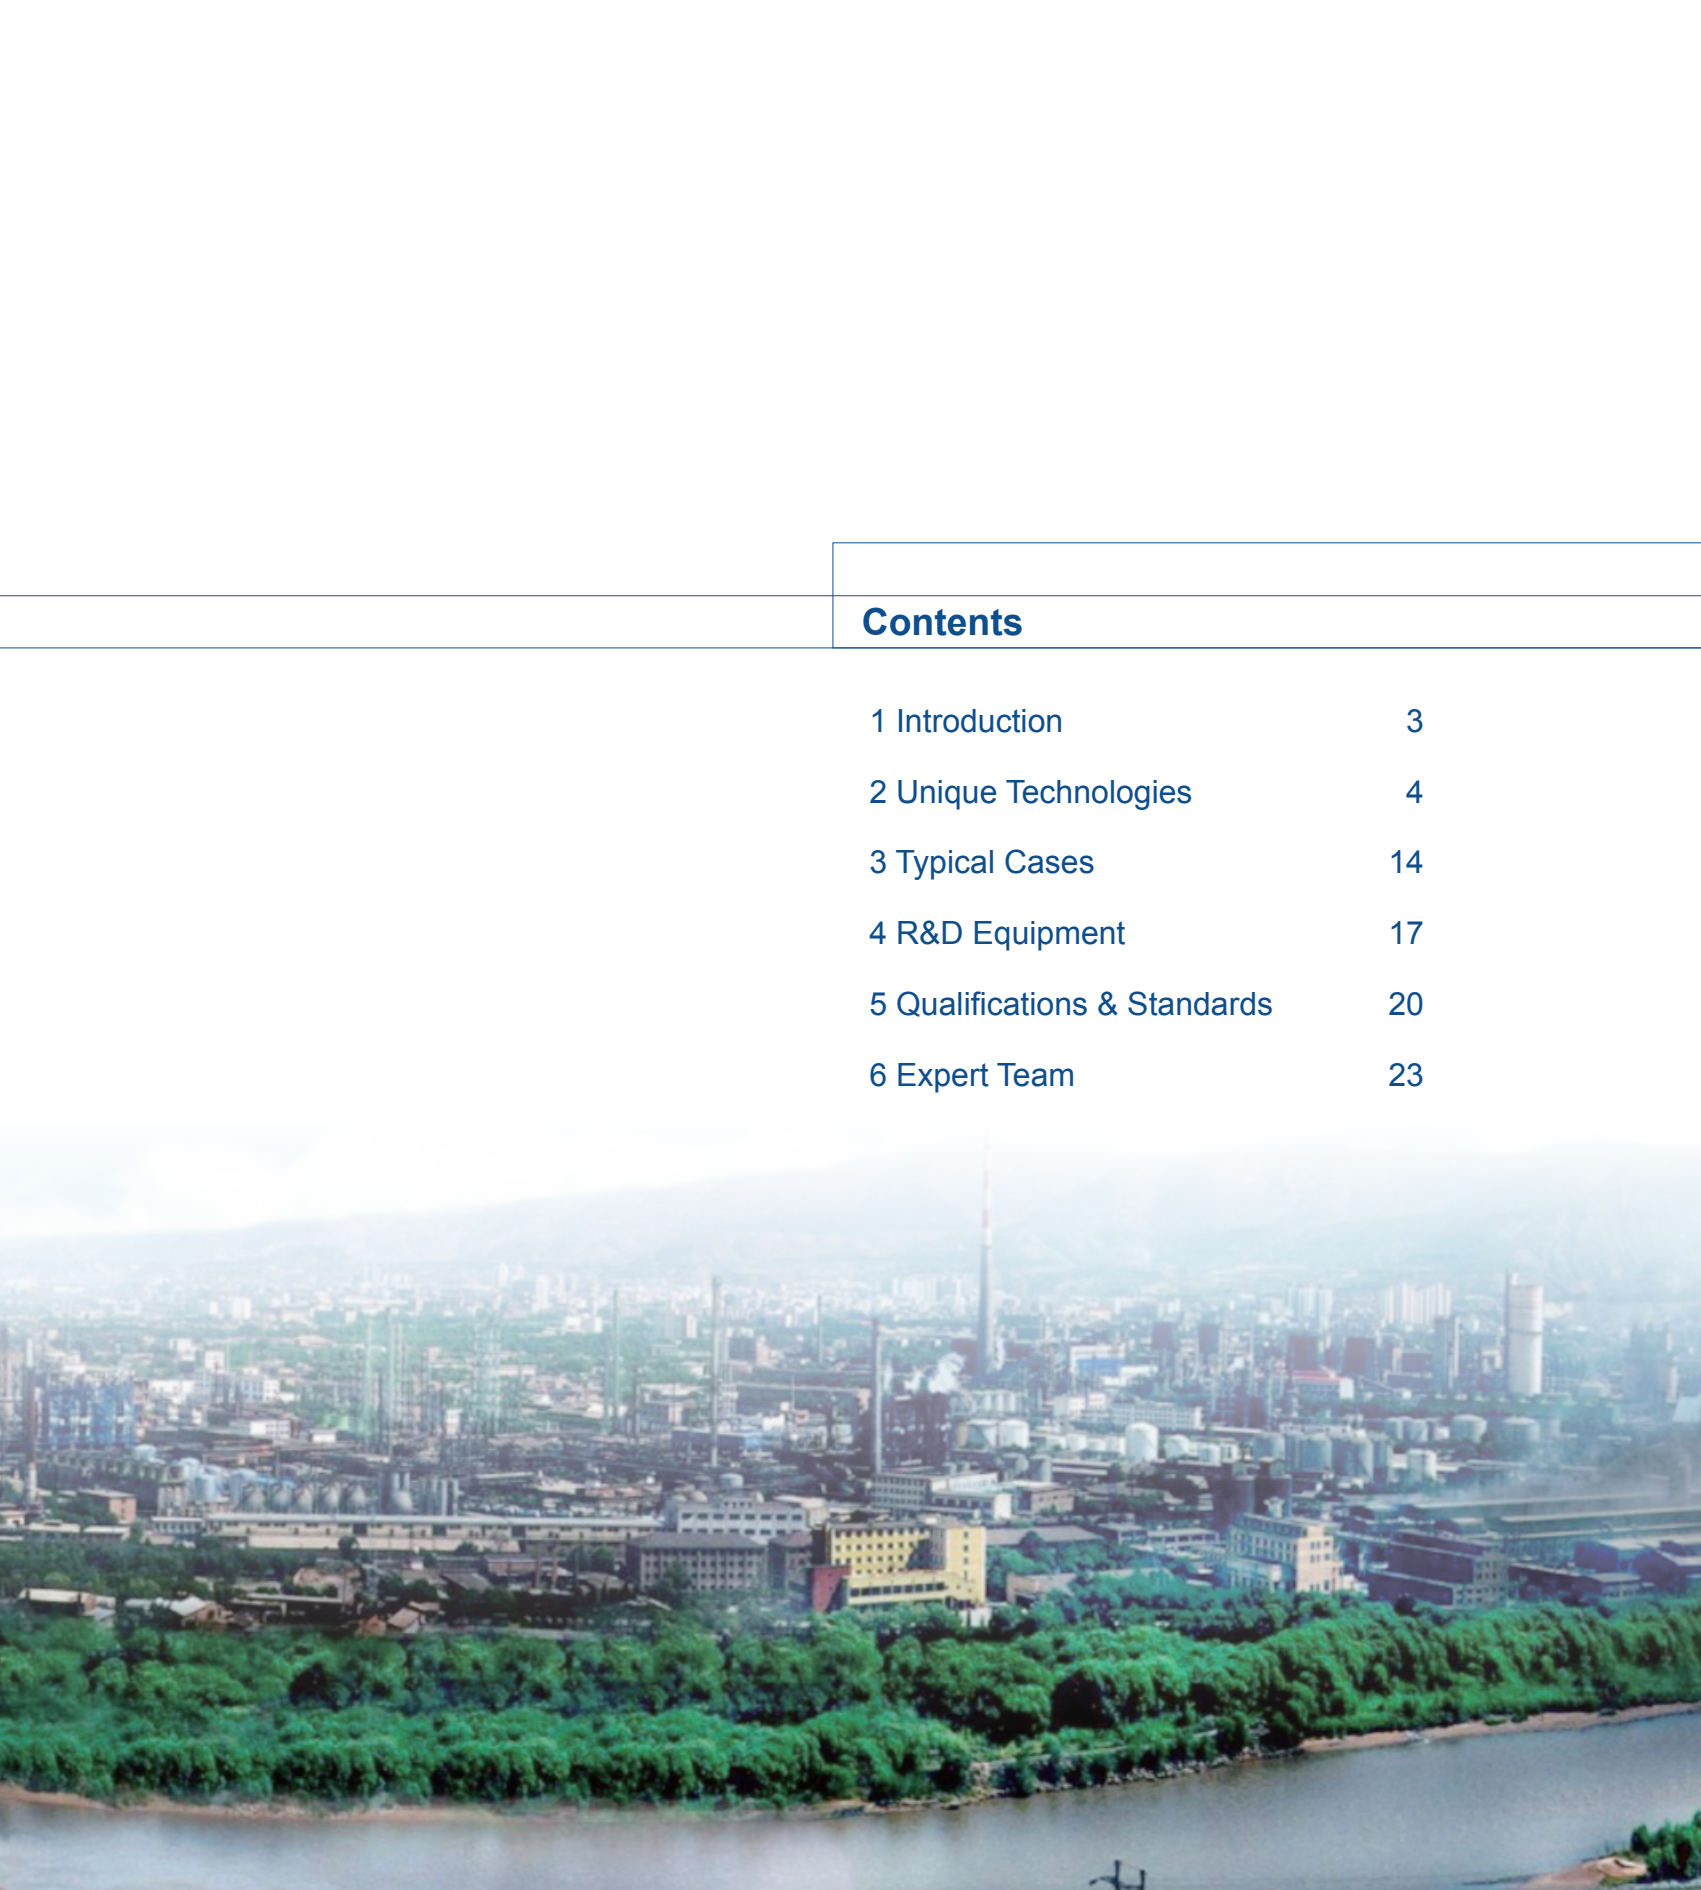 Contents
1 Introduction 3
2 Unique Technologies 4
3 Typical Cases 14
4 R&D Equipment 17
5 Qualifications & Standards 20
6 Expert Team 23